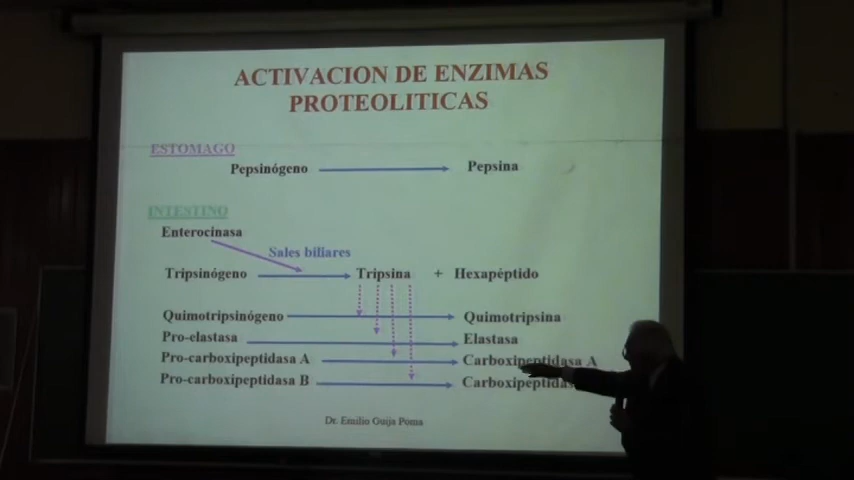 ACTIVACION DE ENZIMAS
PROTEOLITICAS
ESTOMAGO
Pepsinógeno Pepsina
INTESTINO
Enterocinasa
Sales biliares
Tripsinógeno Tripsina + Hexapéptido
Quimotripsinógeno Quimotripsina
Pro-elastasa Elastasa
Pro-carboxipeptidasa A Carboxipeptidasa A
Pro-carboxipeptidasa B Carboxipeptidas
Dr. Emilio Guija Poma